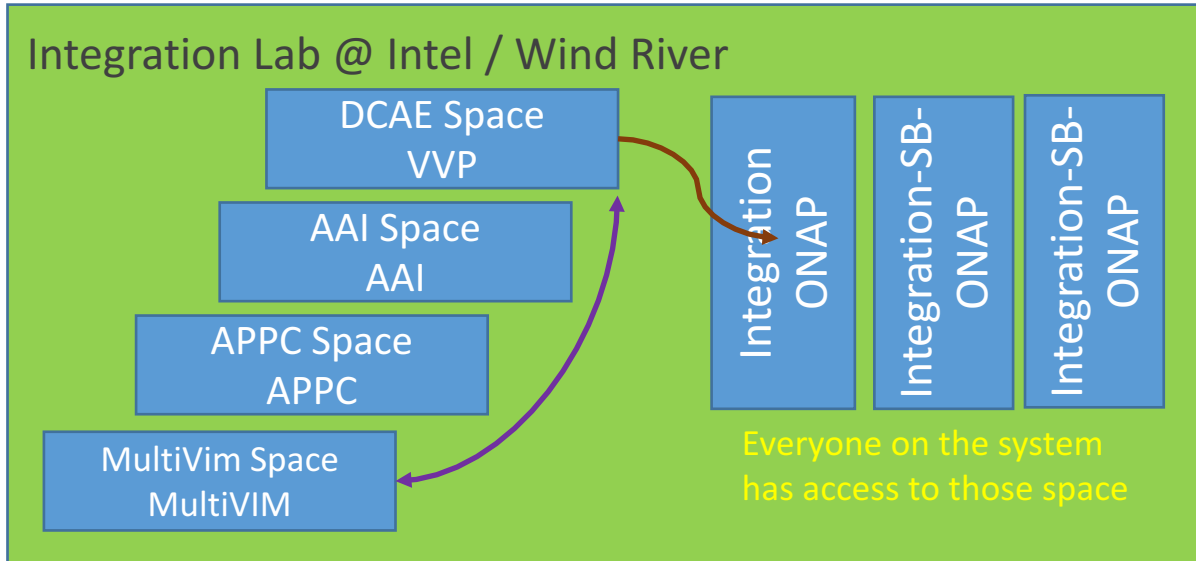 Integration Lab @ Intel / Wind River
DCAE Space
VVP
AAI Space
AAI
APPC Space
APPC
MultiVim Space
MultiVIM
Integration
ONAP
Integration-SB-
ONAP
Integration-SB-
ONAP
Everyone on the system
has access to those space